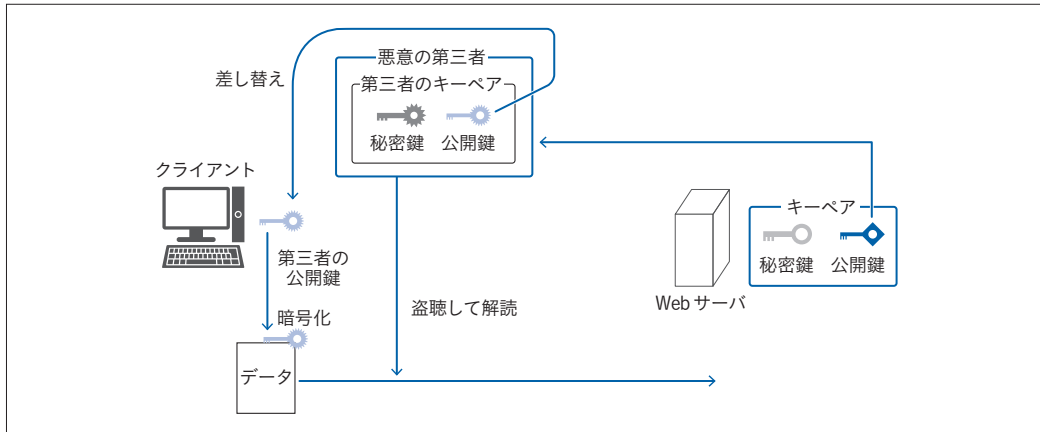 悪意の第三者
差し替え
第三者のキーペア
秘密鍵 公開鍵
クライアント
キーペア
第三者の
公開鍵
秘密鍵 公開鍵
Webサーバ
暗号化
盗聴して解読
データ